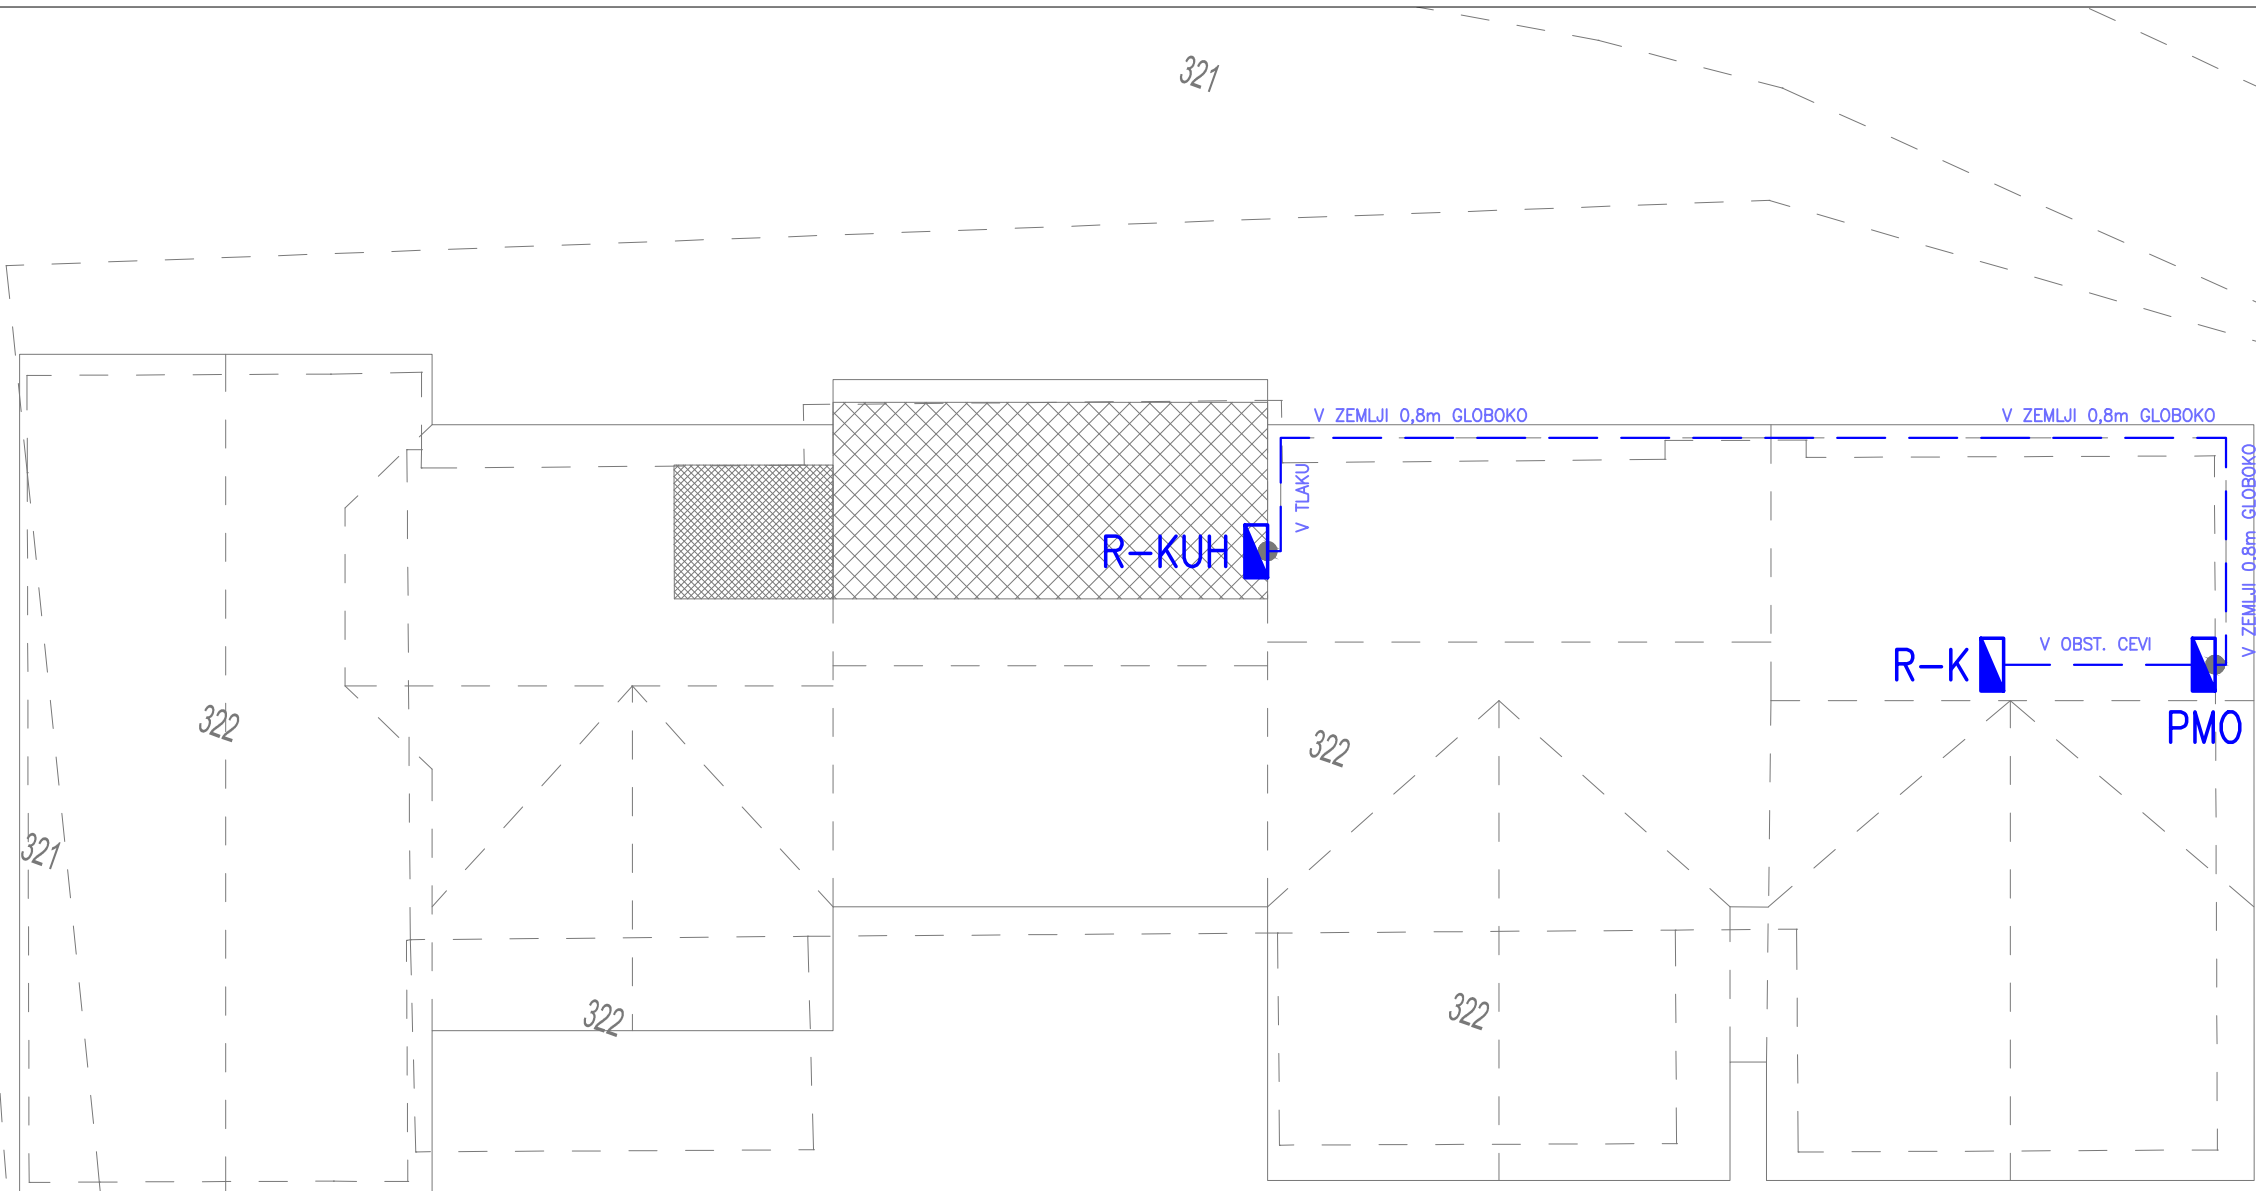 321
V ZEMLJI 0,8m GLOBOKO
V ZEMLJI 0,8m GLOBOKO
V TLAKU
V ZEMLJI 0.8m GLOBOKO
R-KUH
V OBST. CEVI
R-K
PMO
322
322
321
322
322